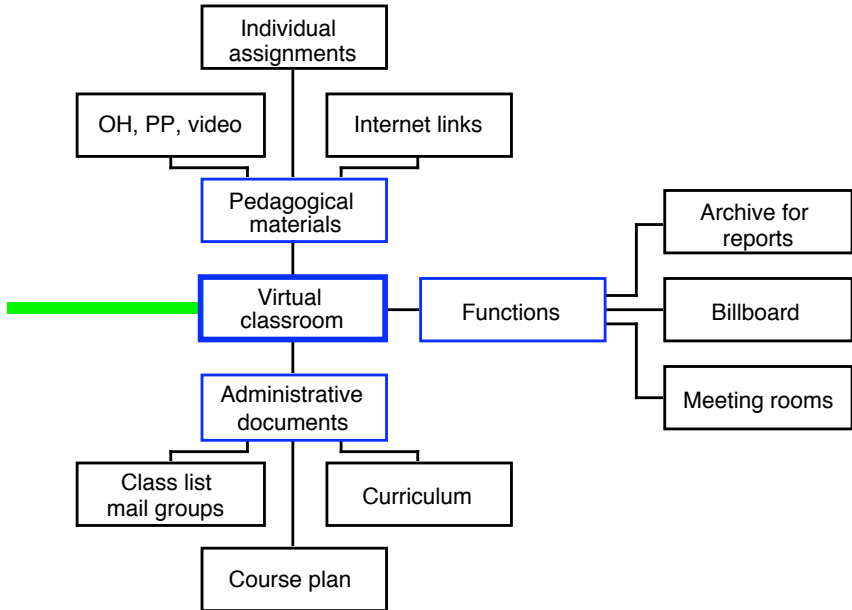 Individual
assignments
OH, PP, video
Internet links
Pedagogical
materials
Archive for
reports
Virtual
classroom
Functions
Billboard
Administrative
documents
Meeting rooms
Class list
mail groups
Curriculum
Course plan